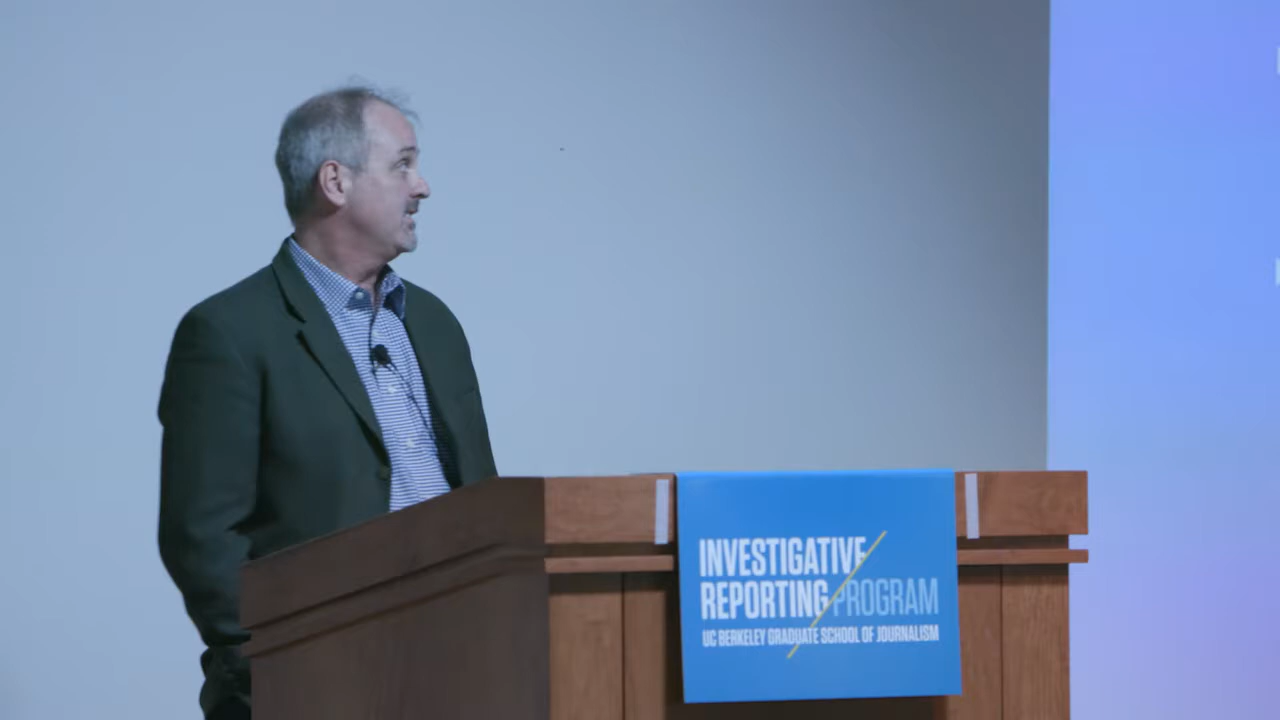 INVESTIGATIVE
REPORTING PROGRAM
UC BERKELEY GRADUATE SCHOOL OF JOURNALISM